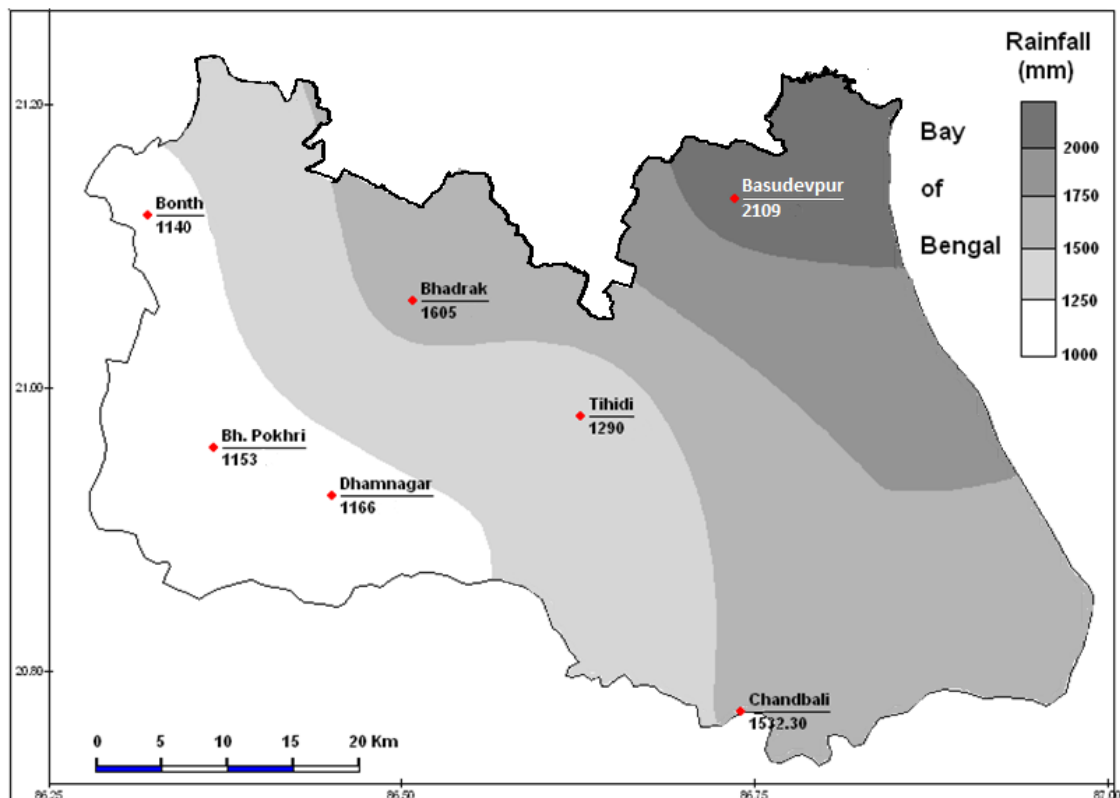 Rainfall
(mm)
2000
1750
1500
1250
1000
Bay
of
Bengal
21.20
21.00
20.80
Basudevpur
2109
Bonth
1140
Bhadrak
1605
Tihidi
1290
Bh. Pokhri
1153
Dhamnagar
1166
Chandbali
1532.30
0 5 10 15 20 Km
86.25 86.50 86.75